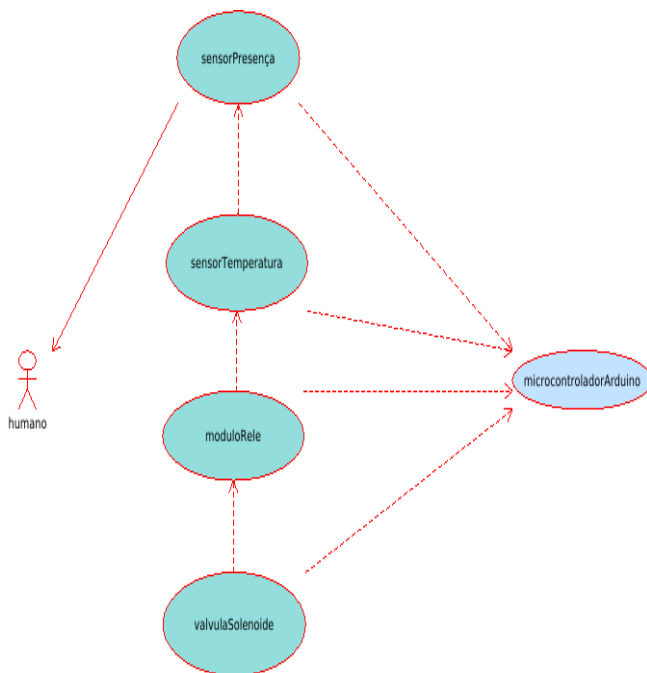 sensorPresença
sensorTemperatura
humano
microcontroladorArduino
moduloRele
valvulaSolenoide